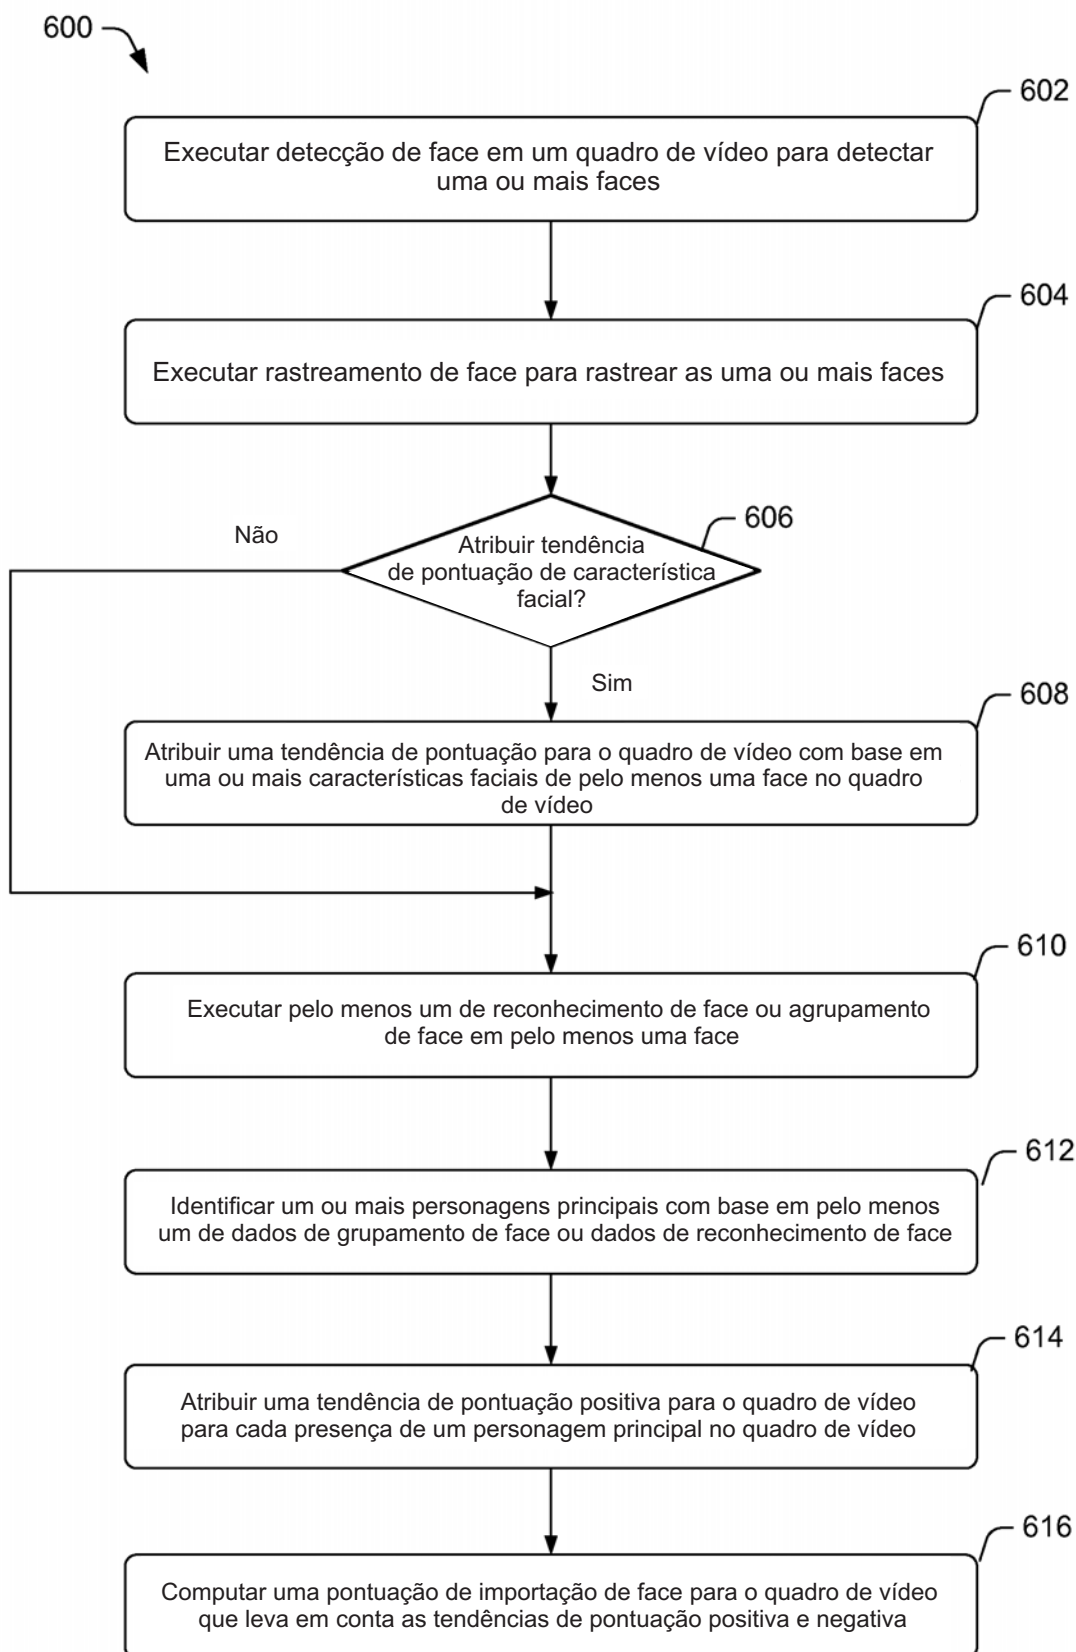 600
602
Executar detecção de face em um quadro de vídeo para detectar
uma ou mais faces
604
Executar rastreamento de face para rastrear as uma ou mais faces
606
Não
Atribuir tendência
de pontuação de característica
facial?
Sim
608
Atribuir uma tendência de pontuação para o quadro de vídeo com base em
uma ou mais características faciais de pelo menos uma face no quadro
de vídeo
610
Executar pelo menos um de reconhecimento de face ou agrupamento
de face em pelo menos uma face
612
Identificar um ou mais personagens principais com base em pelo menos
um de dados de grupamento de face ou dados de reconhecimento de face
614
Atribuir uma tendência de pontuação positiva para o quadro de vídeo
para cada presença de um personagem principal no quadro de vídeo
616
Computar uma pontuação de importação de face para o quadro de vídeo
que leva em conta as tendências de pontuação positiva e negativa